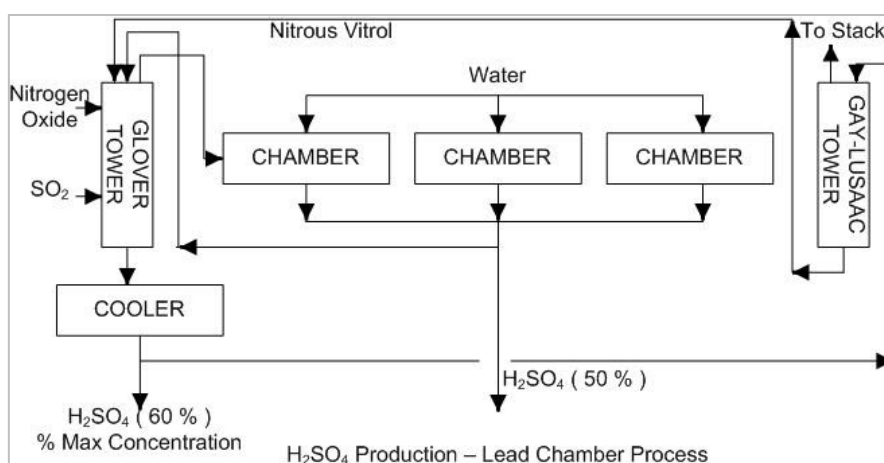 Nitrous Vitrol
To Stack
Water
Nitrogen
Oxide
GLOVER
TOWER
SO₂
CHAMBER
CHAMBER
CHAMBER
GAY-LUSAAC
TOWER
COOLER
H₂SO₄ ( 50 % )
H₂SO₄ ( 60 % )
% Max Concentration
H₂SO₄ Production – Lead Chamber Process